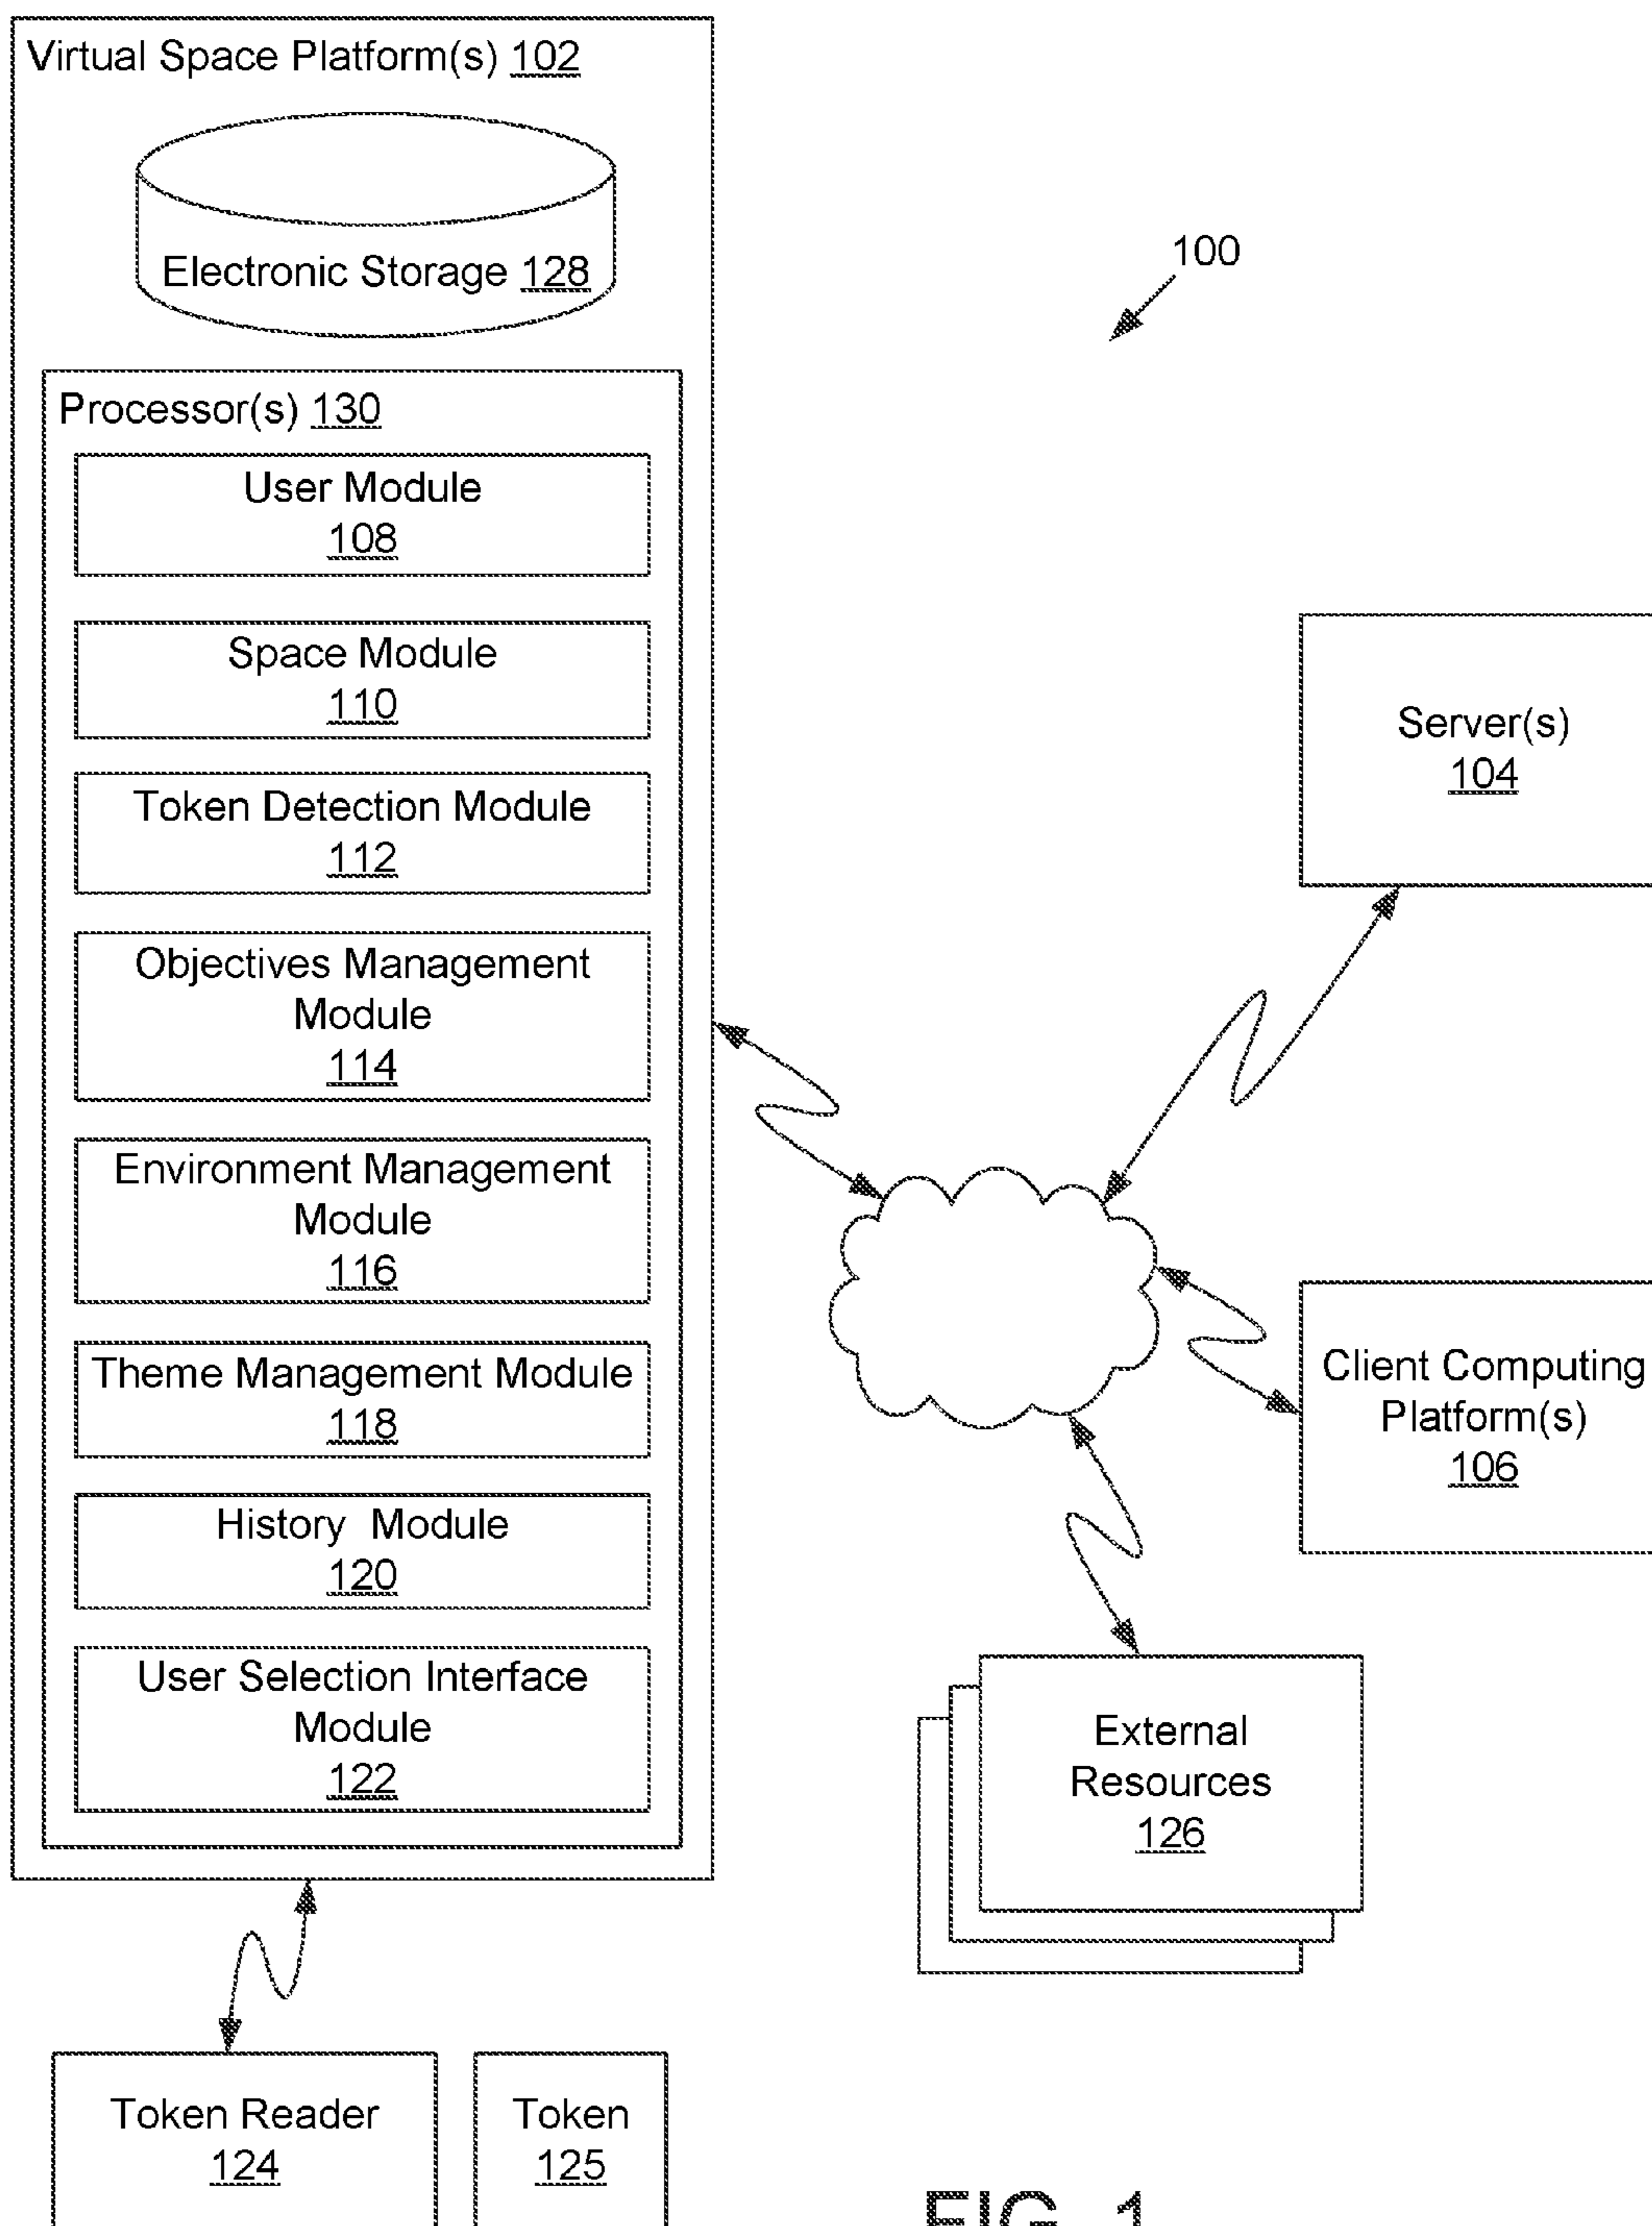 Virtual Space Platform(s) 102
Electronic Storage 128
100
Processor(s) 130
User Module
108
Space Module
110
Token Detection Module
112
Objectives Management
Module
114
Environment Management
Module
116
Theme Management Module
118
History Module
120
User Selection Interface
Module
122
Server(s)
104
Client Computing
Platform(s)
106
External
Resources
126
Token Reader
124
Token
125
FIG. 1